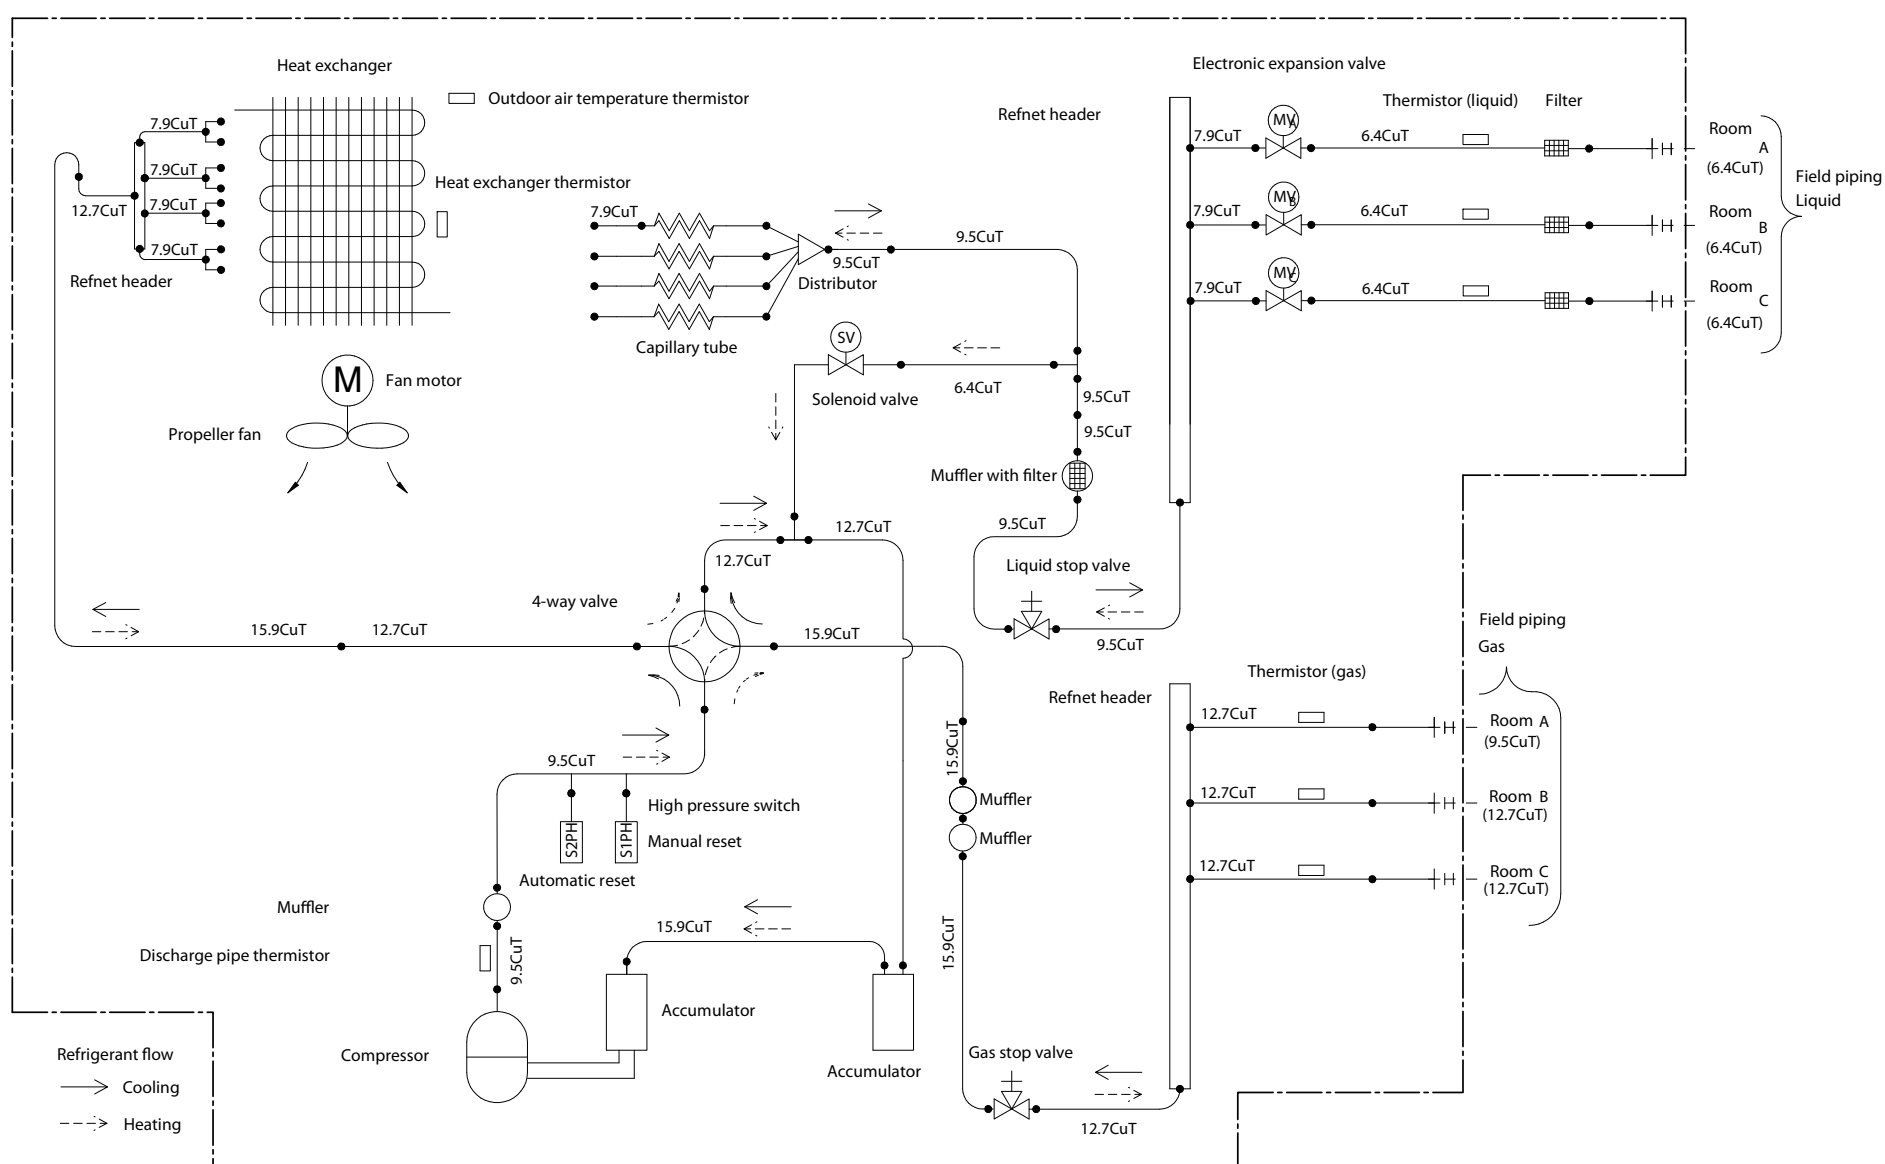 Heat exchanger
Outdoor air temperature thermistor
7.9CuT
7.9CuT
7.9CuT
7.9CuT
12.7CuT
Refnet header
Heat exchanger thermistor
7.9CuT
Capillary tube
9.5CuT
Distributor
9.5CuT
M
Fan motor
Propeller fan
SV
Solenoid valve
6.4CuT
9.5CuT
9.5CuT
Muffler with filter
9.5CuT
Liquid stop valve
9.5CuT
Refnet header
Electronic expansion valve
Thermistor (liquid)
Filter
7.9CuT
MVA
6.4CuT
Room
A
(6.4CuT)
7.9CuT
MVB
6.4CuT
Room
B
(6.4CuT)
7.9CuT
MVC
6.4CuT
Room
C
(6.4CuT)
Field piping
Liquid
12.7CuT
12.7CuT
4-way valve
15.9CuT
12.7CuT
15.9CuT
9.5CuT
High pressure switch
S2PH
S1PH
Manual reset
Automatic reset
Muffler
Discharge pipe thermistor
9.5CuT
Compressor
15.9CuT
Accumulator
Accumulator
15.9CuT
Muffler
Muffler
15.9CuT
Gas stop valve
12.7CuT
Refnet header
Thermistor (gas)
Field piping
Gas
12.7CuT
Room A
(9.5CuT)
12.7CuT
Room B
(12.7CuT)
12.7CuT
Room C
(12.7CuT)
Refrigerant flow
Cooling
Heating